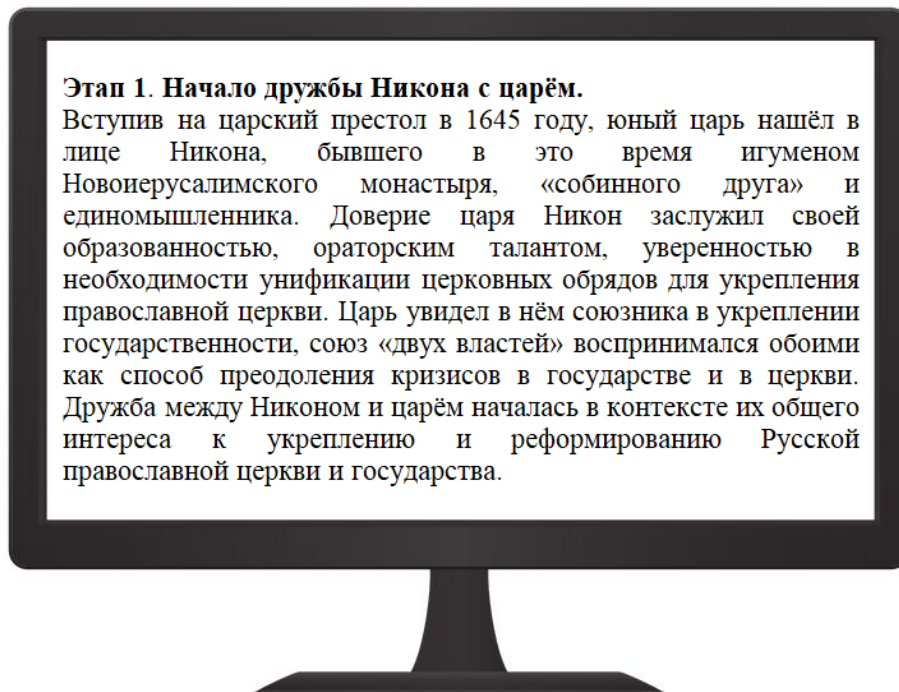 Этап 1. Начало дружбы Никона с царём.
Вступив на царский престол в 1645 году, юный царь нашёл в
лице Никона, бывшего в это время игуменом
Новоиерусалимского монастыря, «собинного друга» и
единомышленника. Доверие царя Никон заслужил своей
образованностью, ораторским талантом, уверенностью в
необходимости унификации церковных обрядов для укрепления
православной церкви. Царь увидел в нём союзника в укреплении
государственности, союз «двух властей» воспринимался обоими
как способ преодоления кризисов в государстве и в церкви.
Дружба между Никоном и царём началась в контексте их общего
интереса к укреплению и реформированию Русской
православной церкви и государства.